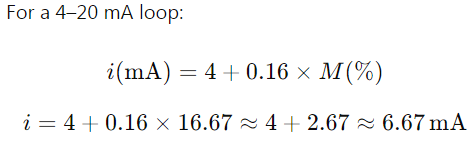 For a 4–20 mA loop:
i(mA) = 4 + 0.16 × M(%)
i = 4 + 0.16 × 16.67 ≈ 4 + 2.67 ≈ 6.67 mA